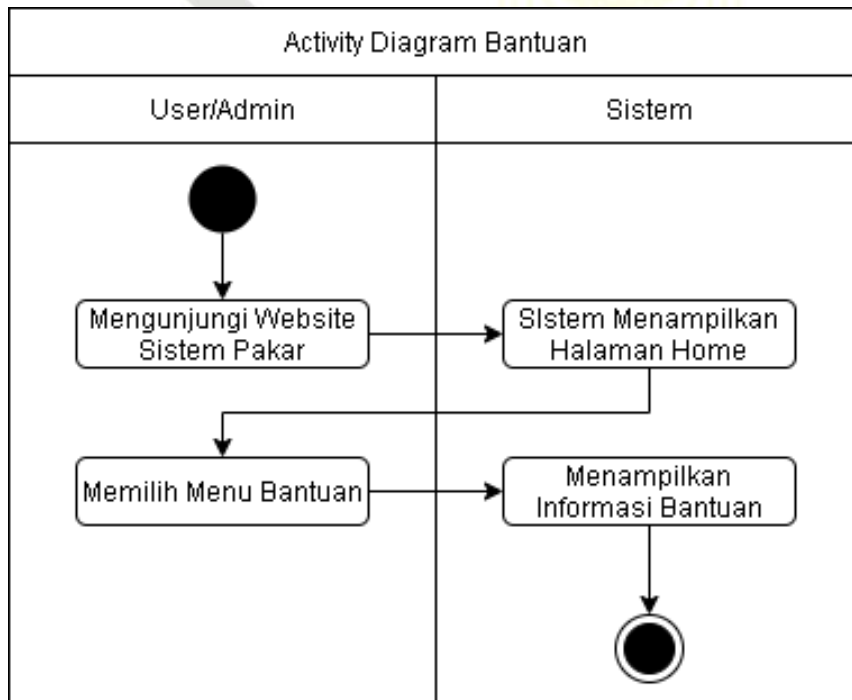 Activity Diagram Bantuan
User/Admin
Sistem
Mengunjungi Website
Sistem Pakar
SIstem Menampilkan
Halaman Home
Memilih Menu Bantuan
Menampilkan
Informasi Bantuan